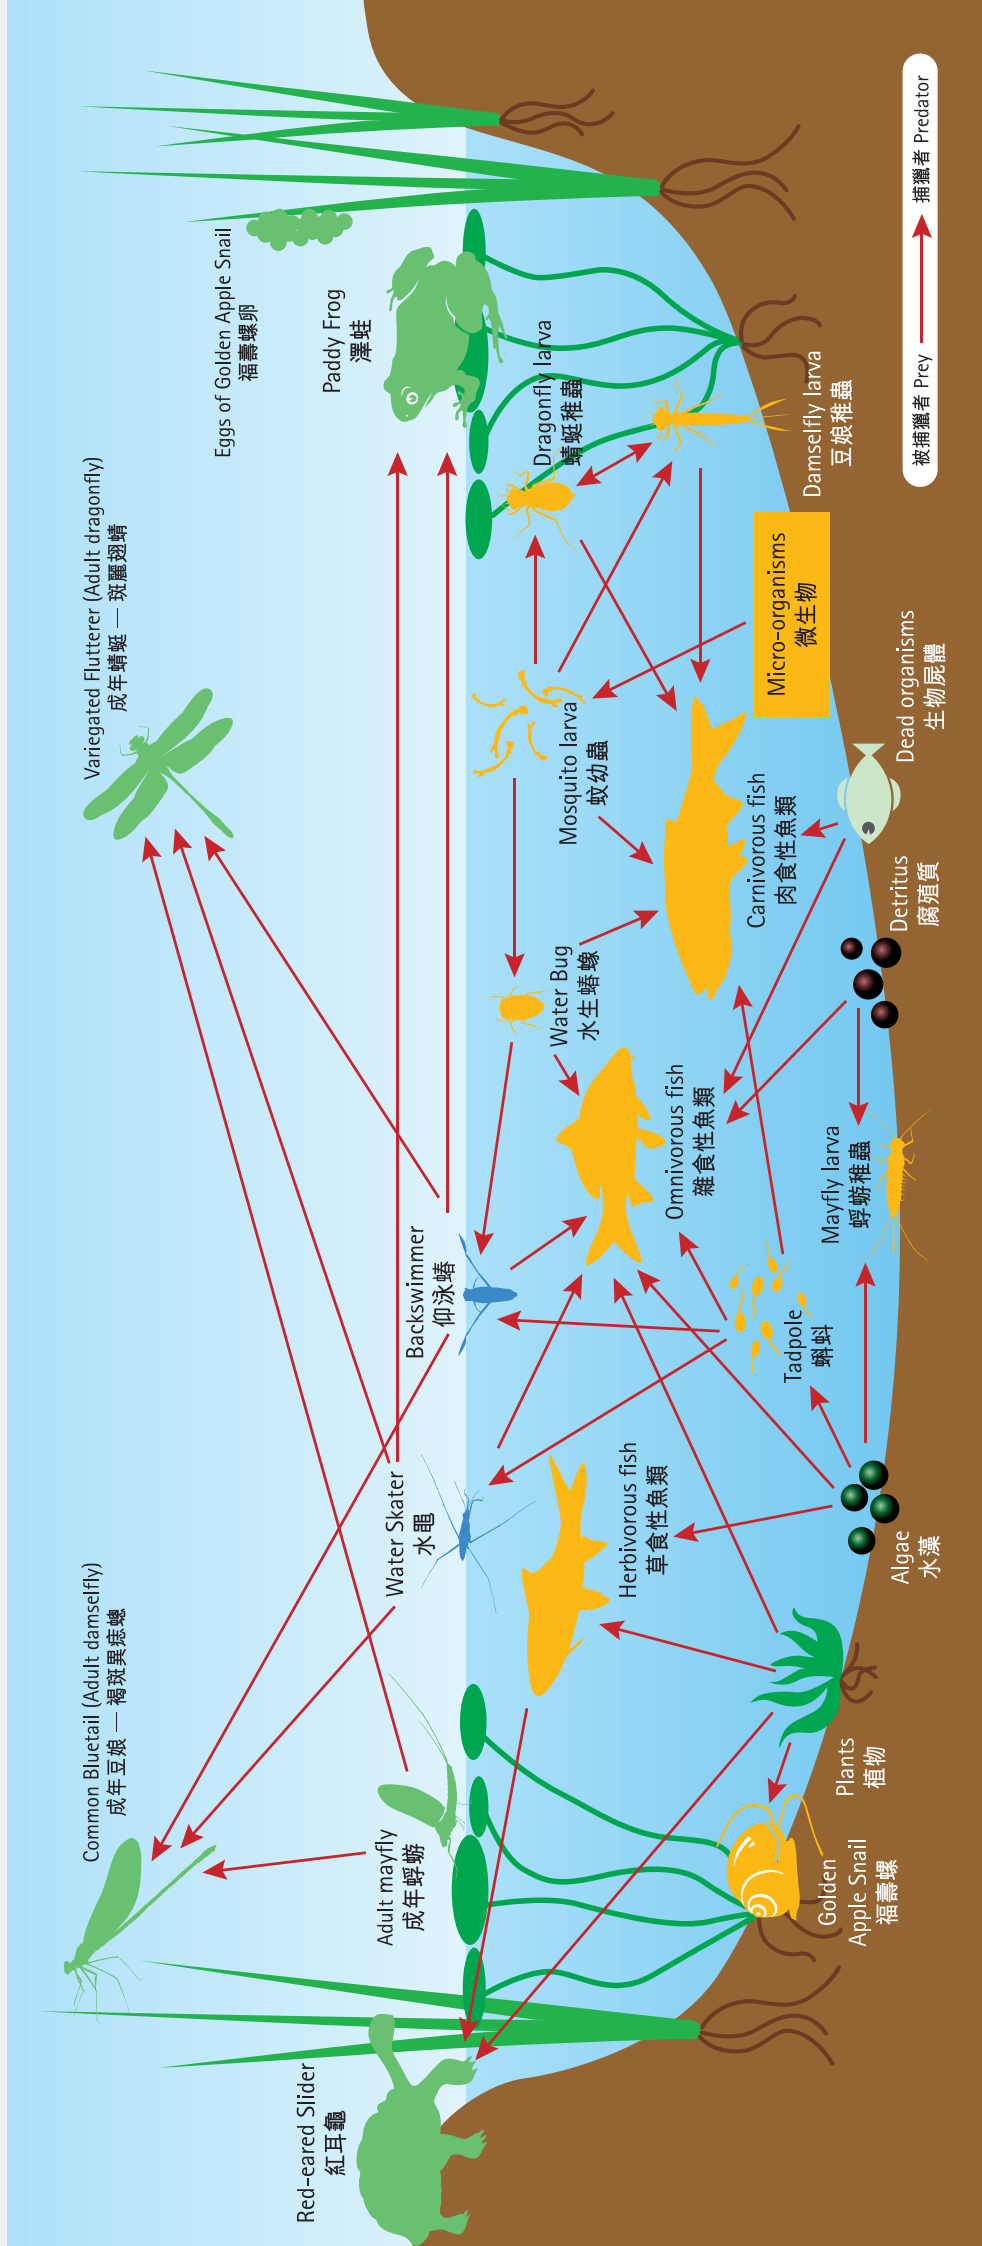 Variegated Flutterer (Adult dragonfly)
成年蜻蜓 — 斑麗翅蜻
Common Bluetail (Adult damselfly)
成年豆娘 — 褐斑異痣蟌
Eggs of Golden Apple Snail
福壽螺卵
Paddy Frog
澤蛙
Red-eared Slider
紅耳龜
Adult mayfly
成年蜉蝣
Water Skater
水黽
Backswimmer
仰泳蝽
Dragonfly larva
蜻蜓稚蟲
Mosquito larva
蚊幼蟲
Water Bug
水生蝽蟓
Herbivorous fish
草食性魚類
Omnivorous fish
雜食性魚類
Carnivorous fish
肉食性魚類
Micro-organisms
微生物
Damselfly larva
豆娘稚蟲
Tadpole
蝌蚪
Mayfly larva
蜉蝣稚蟲
Golden
Apple Snail
福壽螺
Plants
植物
Algae
水藻
Detritus
腐殖質
Dead organisms
生物屍體
被捕獵者 Prey 捕獵者 Predator